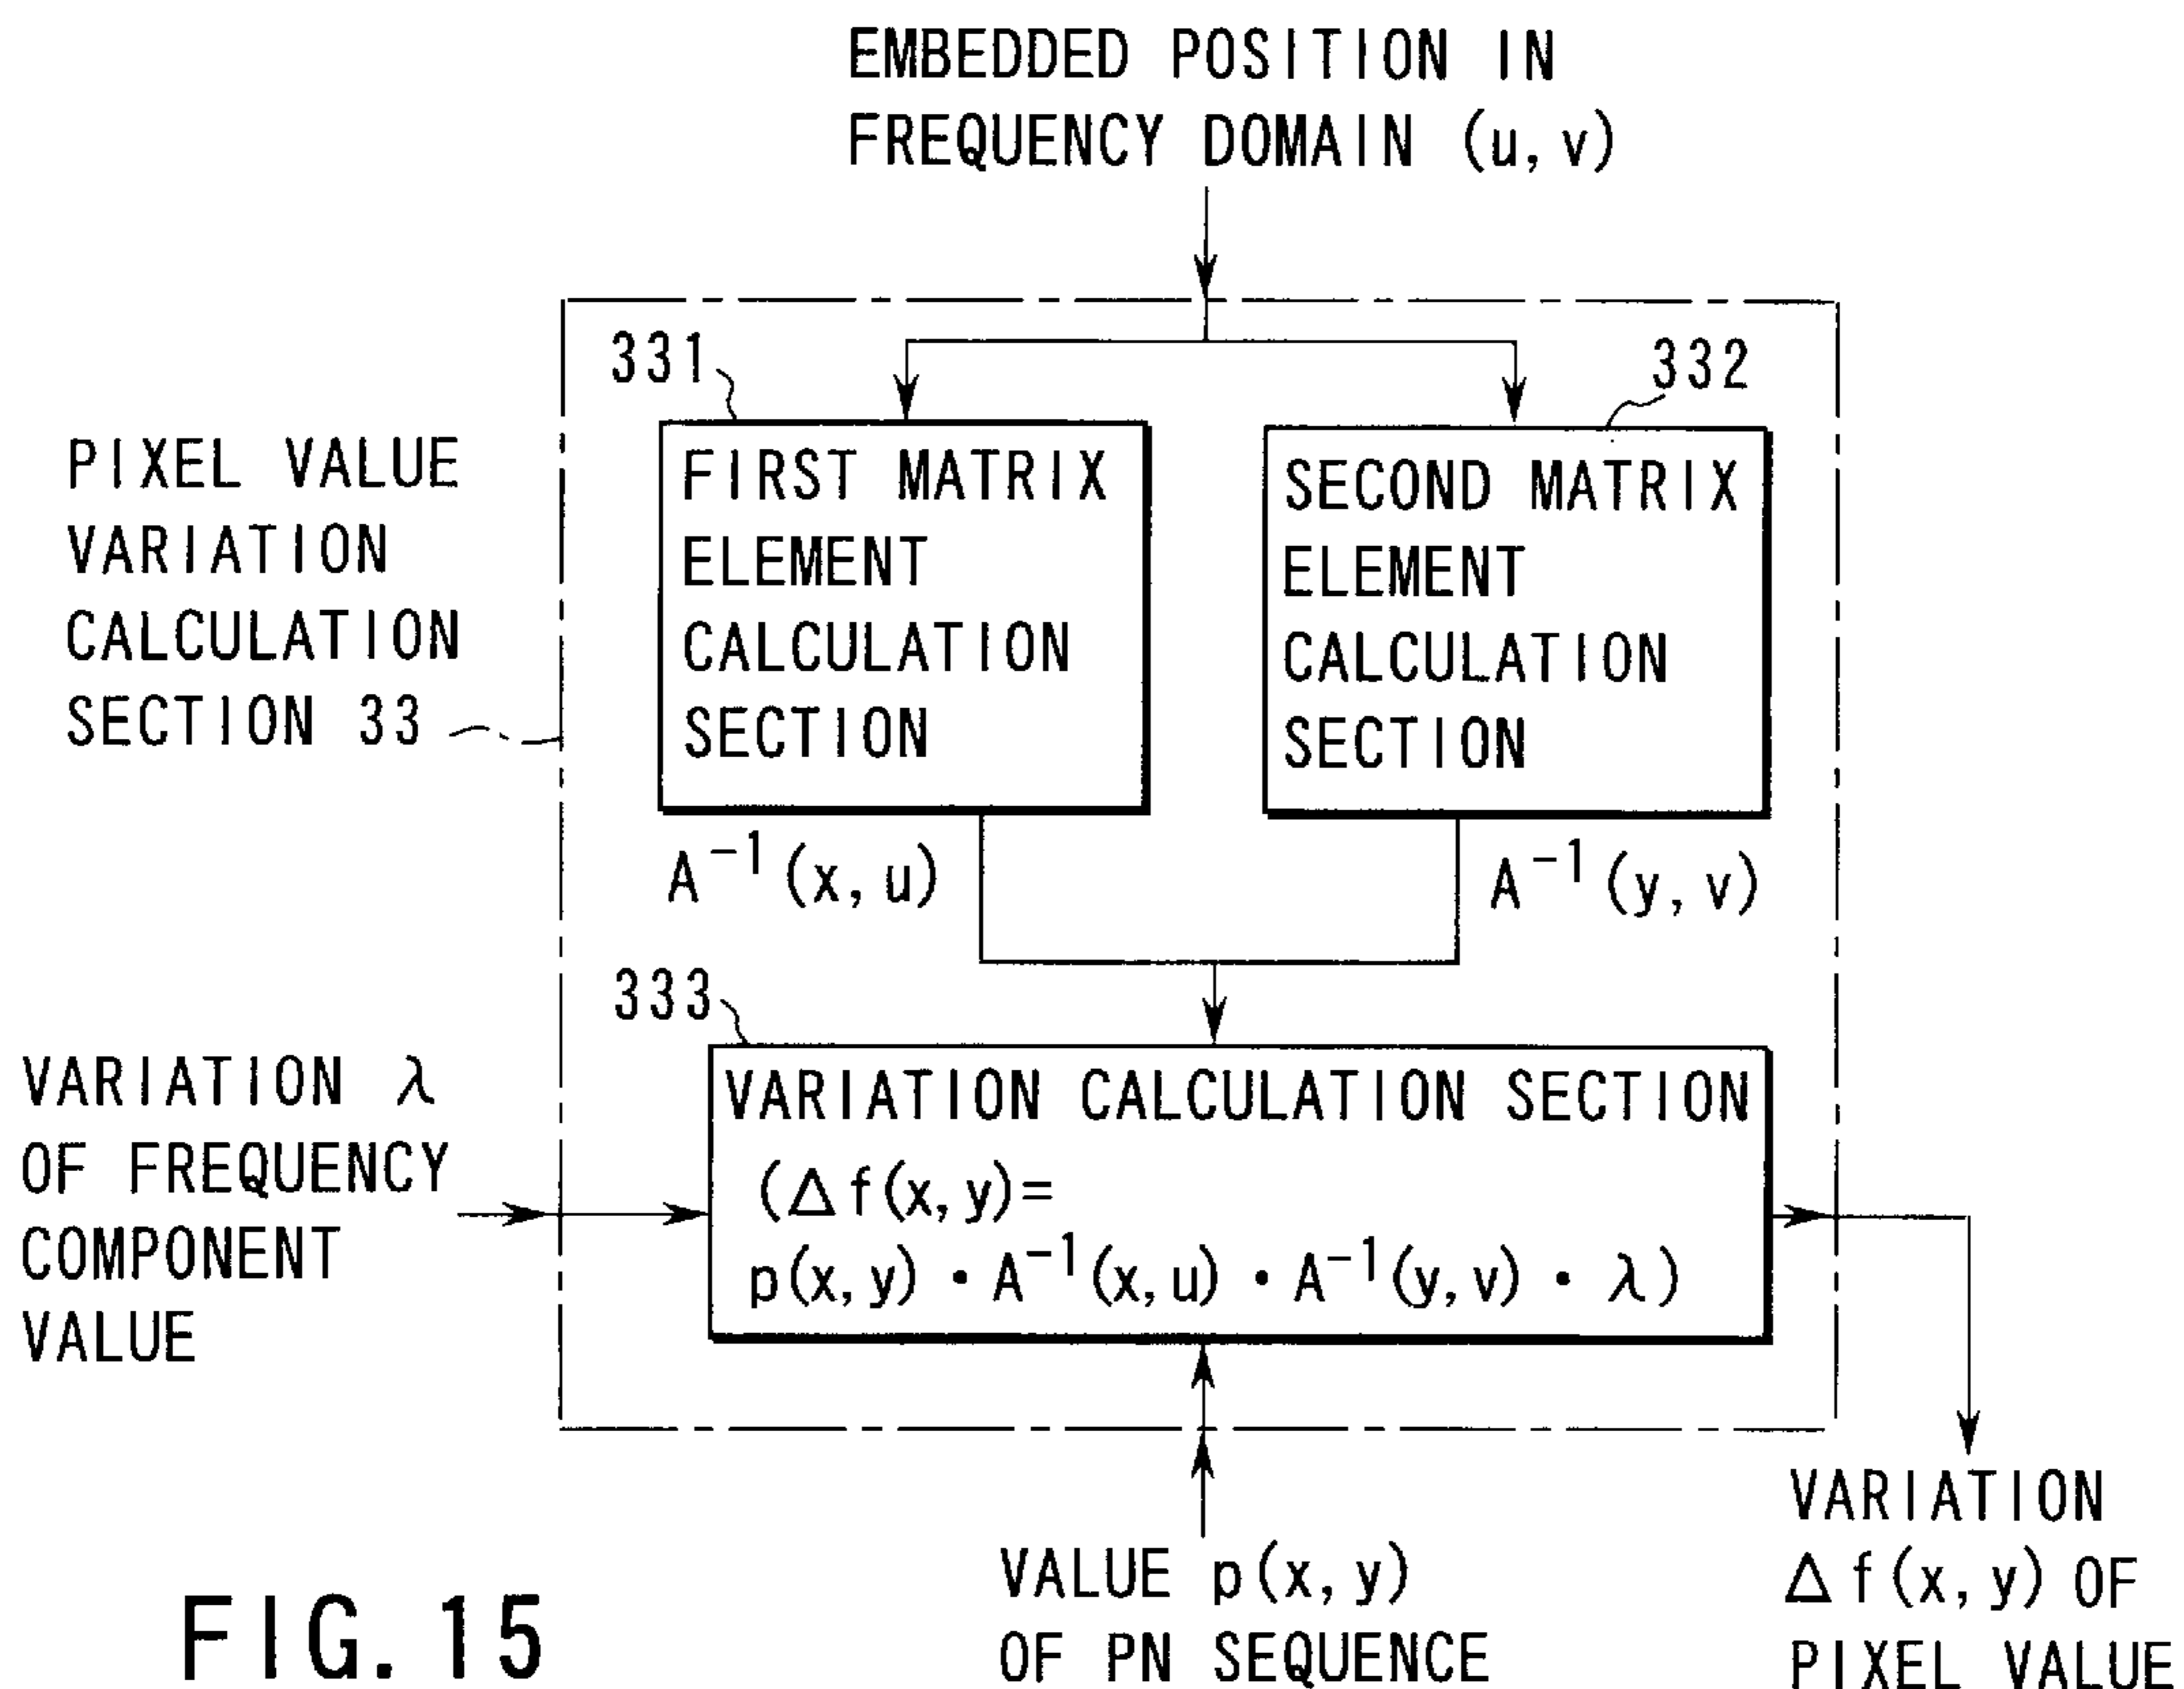 EMBEDDED POSITION IN
FREQUENCY DOMAIN (u, v)
331
332
PIXEL VALUE
VARIATION
CALCULATION
SECTION 33
FIRST MATRIX
ELEMENT
CALCULATION
SECTION
SECOND MATRIX
ELEMENT
CALCULATION
SECTION
A⁻¹(x, u)
A⁻¹(y, v)
333
VARIATION λ
OF FREQUENCY
COMPONENT
VALUE
VARIATION CALCULATION SECTION
(Δf(x, y)=
p(x, y) • A⁻¹(x, u) • A⁻¹(y, v) • λ)
VALUE p(x, y)
OF PN SEQUENCE
VARIATION
Δf(x, y) OF
PIXEL VALUE
FIG. 15